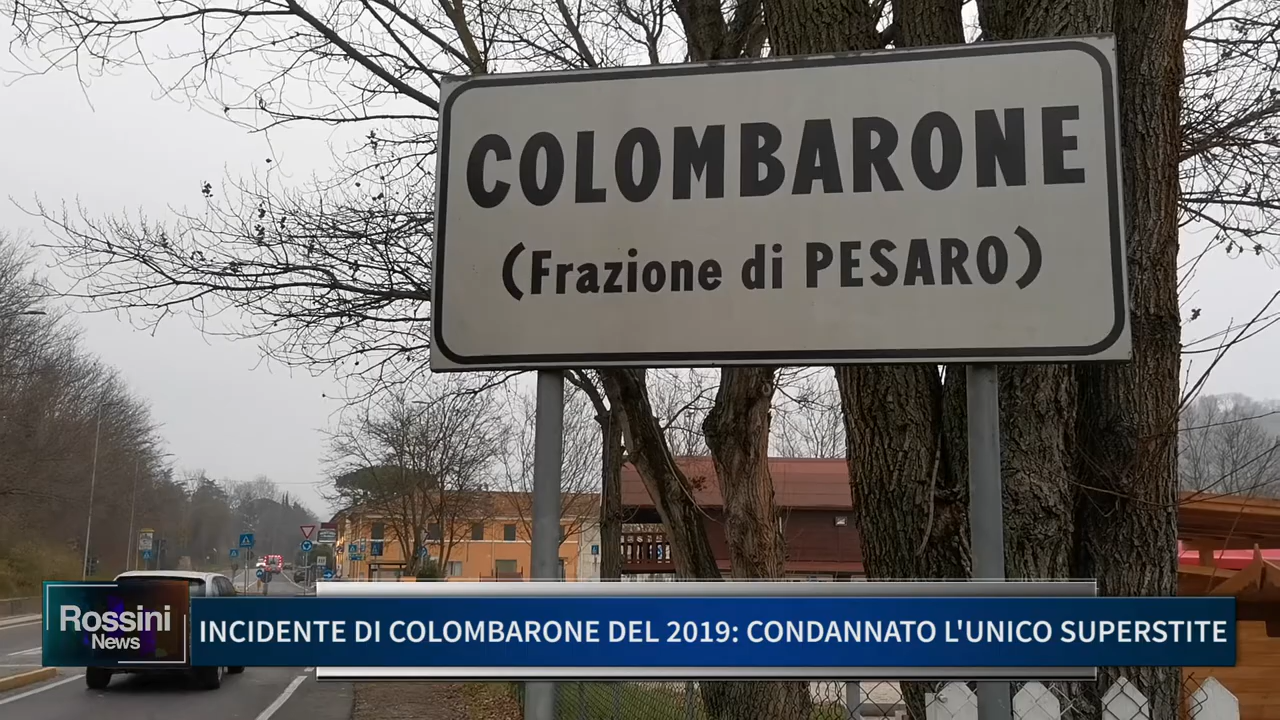 COLOMBARONE
(Frazione di PESARO)
Rossini
News
INCIDENTE DI COLOMBARONE DEL 2019: CONDANNATO L'UNICO SUPERSTITE